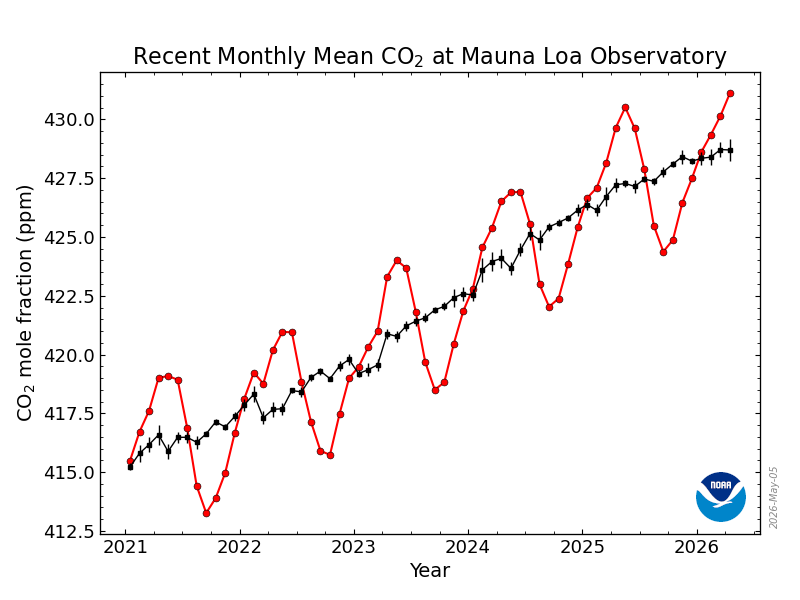 Recent Monthly Mean CO₂ at Mauna Loa Observatory
CO₂ mole fraction (ppm)
430.0
427.5
425.0
422.5
420.0
417.5
415.0
412.5
2021 2022 2023 2024 2025 2026
Year
NOAA
2026-May-05